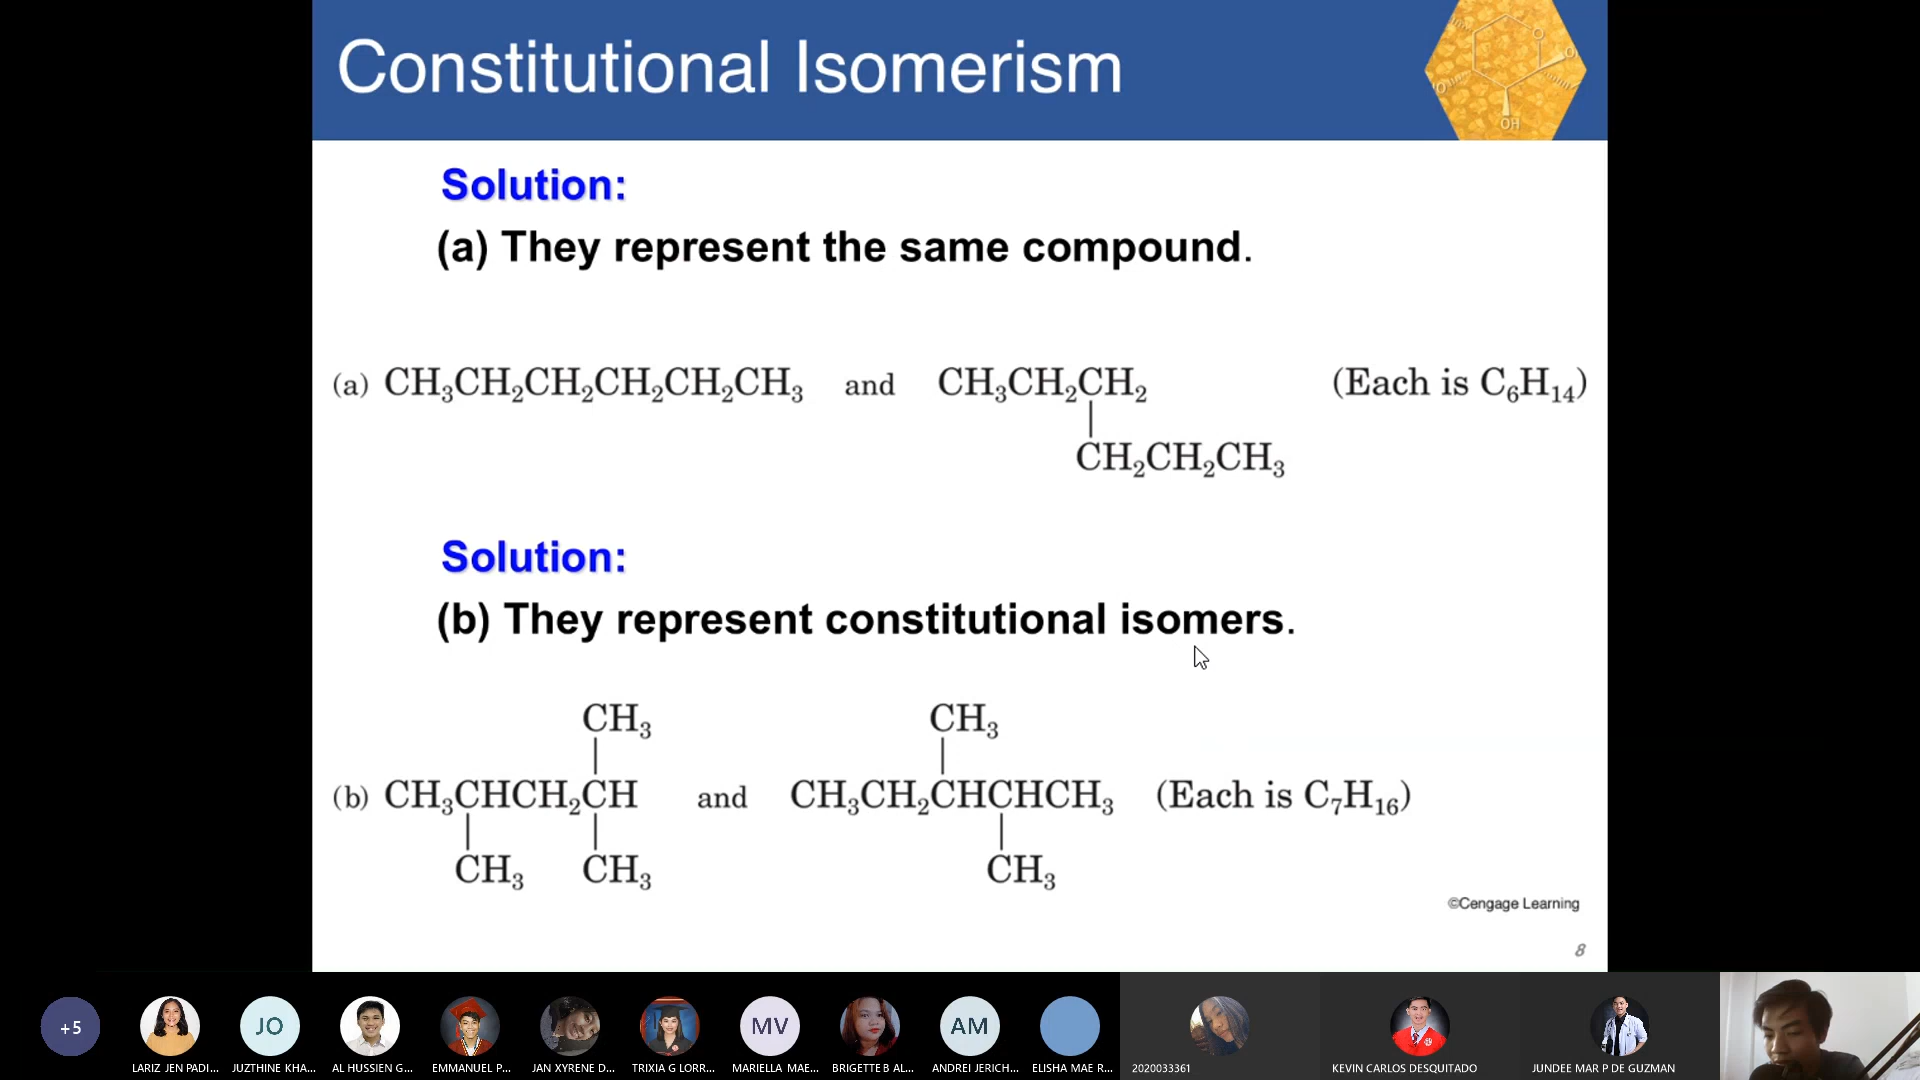 Constitutional Isomerism
O
O
O
OH
Solution:
(a) They represent the same compound.
(a) CH₃CH₂CH₂CH₂CH₂CH₃ and CH₃CH₂CH₂ (Each is C₆H₁₄)
CH₂CH₂CH₃
Solution:
(b) They represent constitutional isomers.
CH₃ CH₃
(b) CH₃CHCH₂CH and CH₃CH₂CHCHCH₃ (Each is C₇H₁₆)
CH₃ CH₃ CH₃
©Cengage Learning
8
+5 JO MV AM
LARIZ JEN PADI... JUZTHINE KHA... AL HUSSIEN G... EMMANUEL P... JAN XYRENE D... TRIXIA G LORR... MARIELLA MAE... BRIGETTE B AL... ANDREI JERICH... ELISHA MAE R... 2020033361 KEVIN CARLOS DESQUITADO JUNDEE MAR P DE GUZMAN